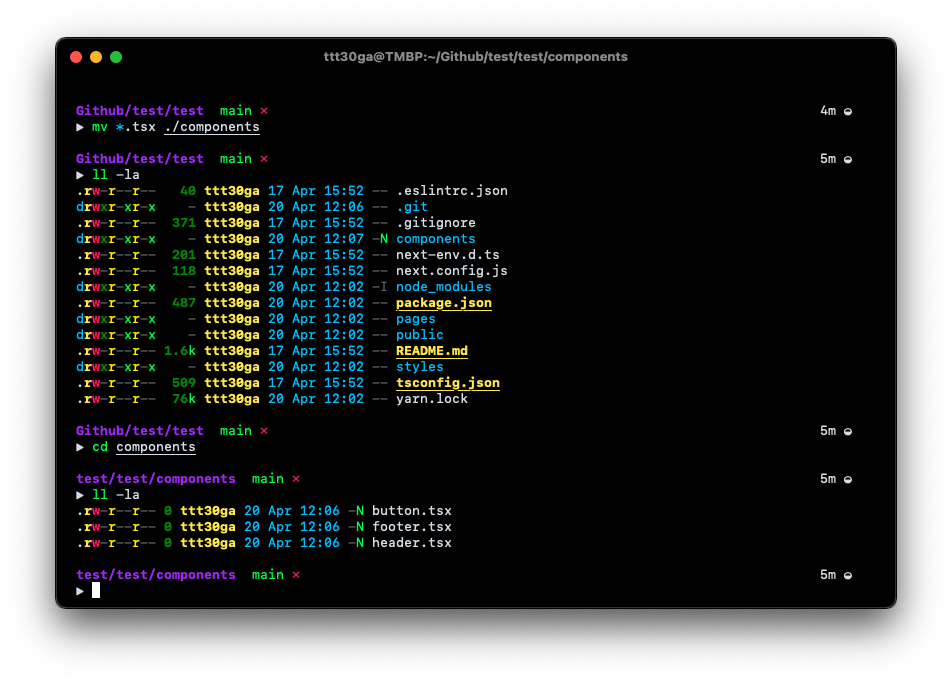 ttt30ga@TMBP:~/Github/test/test/components
Github/test/test main × 4m
▶ mv *.tsx ./components
Github/test/test main × 5m
▶ ll -la
.rw-r--r-- 40 ttt30ga 17 Apr 15:52 -- .eslintrc.json
drwxr-xr-x - ttt30ga 20 Apr 12:06 -- .git
.rw-r--r-- 371 ttt30ga 17 Apr 15:52 -- .gitignore
drwxr-xr-x - ttt30ga 20 Apr 12:07 -N components
.rw-r--r-- 201 ttt30ga 17 Apr 15:52 -- next-env.d.ts
.rw-r--r-- 118 ttt30ga 17 Apr 15:52 -- next.config.js
drwxr-xr-x - ttt30ga 20 Apr 12:02 -I node_modules
.rw-r--r-- 487 ttt30ga 20 Apr 12:02 -- package.json
drwxr-xr-x - ttt30ga 20 Apr 12:02 -- pages
drwxr-xr-x - ttt30ga 20 Apr 12:02 -- public
.rw-r--r-- 1.6k ttt30ga 17 Apr 15:52 -- README.md
drwxr-xr-x - ttt30ga 20 Apr 12:02 -- styles
.rw-r--r-- 509 ttt30ga 17 Apr 15:52 -- tsconfig.json
.rw-r--r-- 76k ttt30ga 20 Apr 12:02 -- yarn.lock
Github/test/test main × 5m
▶ cd components
test/test/components main × 5m
▶ ll -la
.rw-r--r-- 0 ttt30ga 20 Apr 12:06 -N button.tsx
.rw-r--r-- 0 ttt30ga 20 Apr 12:06 -N footer.tsx
.rw-r--r-- 0 ttt30ga 20 Apr 12:06 -N header.tsx
test/test/components main × 5m
▶